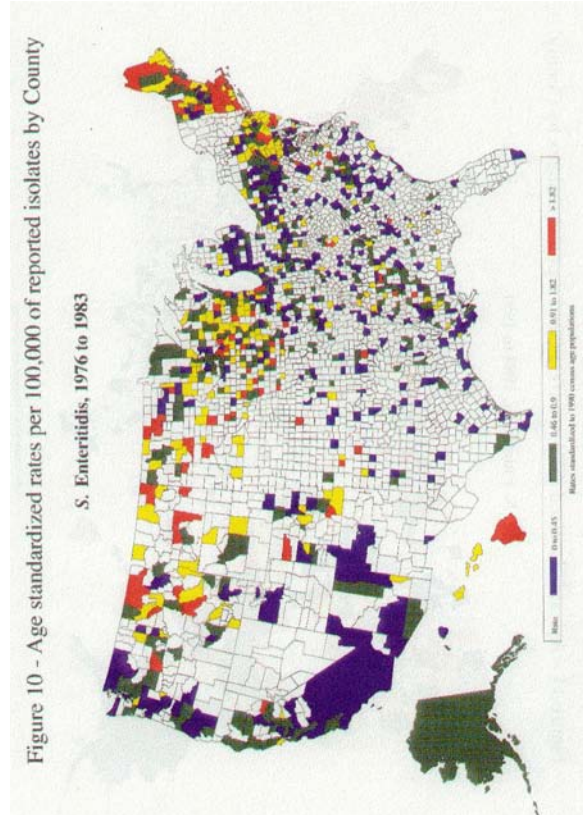 Figure 10 - Age standardized rates per 100,000 of reported isolates by County
S. Enteritidis, 1976 to 1983
Rate
0 to 0.45
0.46 to 0.9
0.91 to 1.82
> 1.82
Rates standardized to 1990 census age populations